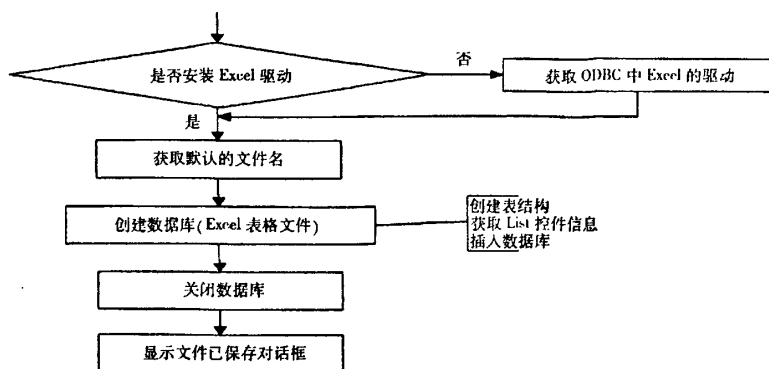 是否安装 Excel 驱动
否
获取 ODBC 中 Excel 的驱动
是
获取默认的文件名
创建数据库(Excel 表格文件)
创建表结构
获取 List 控件信息
插入数据库
关闭数据库
显示文件已保存对话框